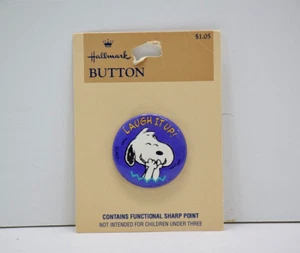 Hallmark
$1.05
BUTTON
LAUGH IT UP!
CONTAINS FUNCTIONAL SHARP POINT
NOT INTENDED FOR CHILDREN UNDER THREE